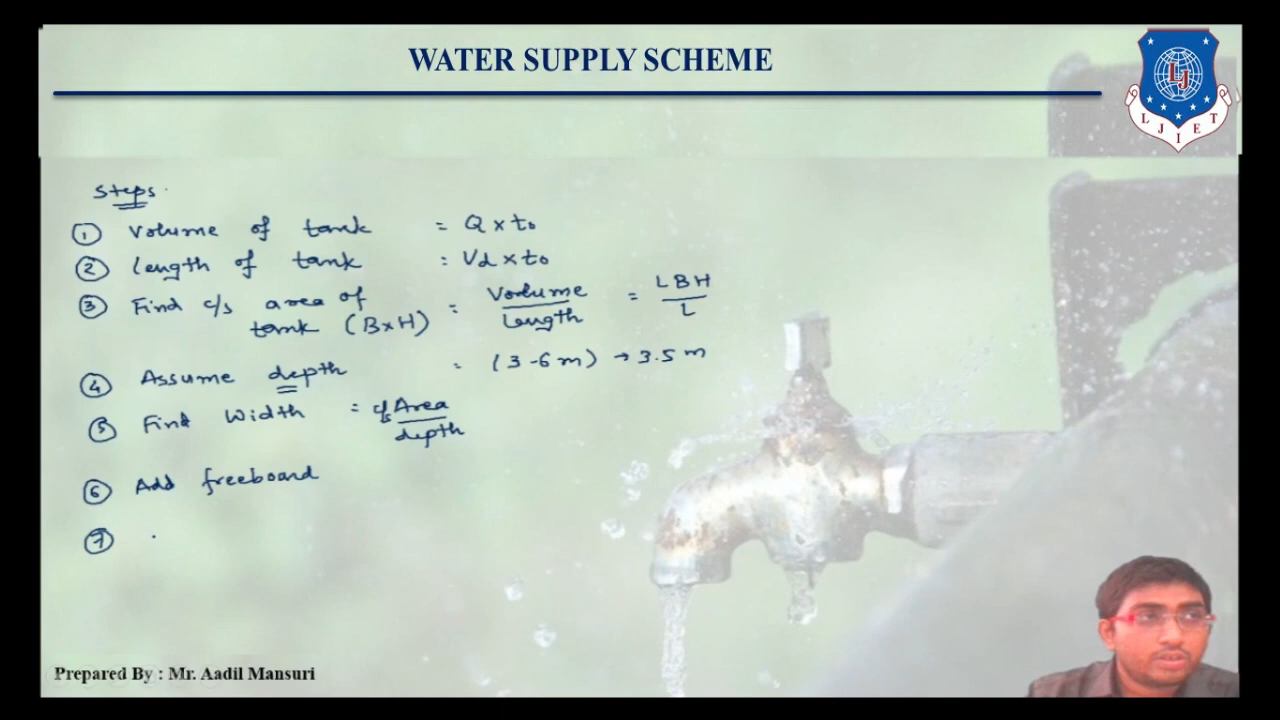 WATER SUPPLY SCHEME
LJ
L J I E T
Steps
① Volume of tank = Q x to
② Length of tank = Vd x to
③ Find c/s area of tank (B x H) = Volume / Length = LBH / L
④ Assume depth = (3 - 6 m) → 3.5 m
⑤ Find Width = c/s Area / depth
⑥ Add freeboard
⑦
Prepared By : Mr. Aadil Mansuri